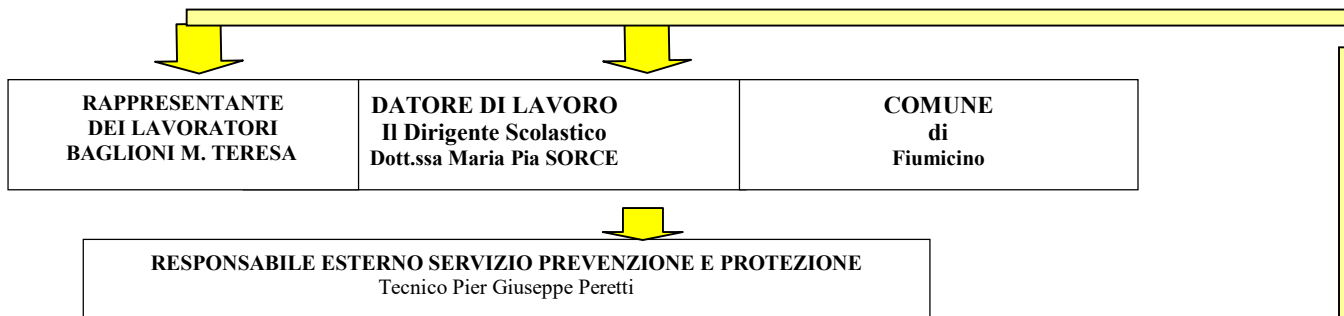 RAPPRESENTANTE
DEI LAVORATORI
BAGLIONI M. TERESA
DATORE DI LAVORO
Il Dirigente Scolastico
Dott.ssa Maria Pia SORCE
COMUNE
di
Fiumicino
RESPONSABILE ESTERNO SERVIZIO PREVENZIONE E PROTEZIONE
Tecnico Pier Giuseppe Peretti